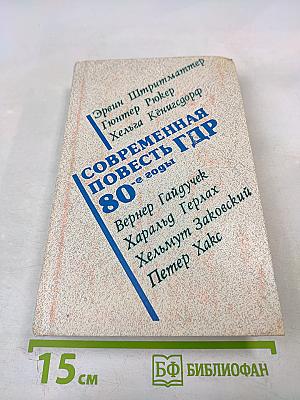 Эрвин Штритматтер
Гюнтер Рюкер
Хельга Кёнигсдорф
СОВРЕМЕННАЯ
ПОВЕСТЬ ГДР
80-е годы
Вернер Гайдучек
Харальд Герлах
Хельмут Заковский
Петер Хакс
15 см
БФ БИБЛИОФАН